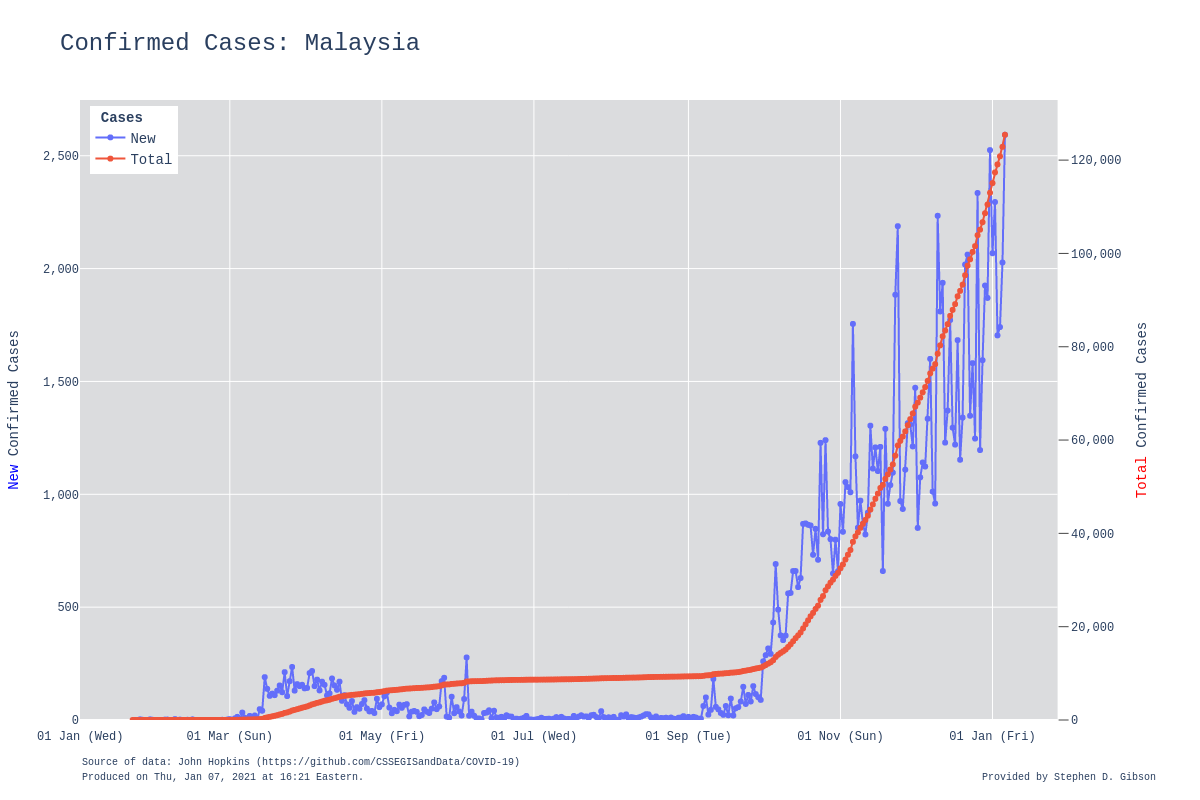 Confirmed Cases: Malaysia
Cases
New
Total
2,500
2,000
1,500
1,000
500
0
120,000
100,000
80,000
60,000
40,000
20,000
0
New Confirmed Cases
Total Confirmed Cases
01 Jan (Wed) 01 Mar (Sun) 01 May (Fri) 01 Jul (Wed) 01 Sep (Tue) 01 Nov (Sun) 01 Jan (Fri)
Source of data: John Hopkins (https://github.com/CSSEGISandData/COVID-19)
Produced on Thu, Jan 07, 2021 at 16:21 Eastern.
Provided by Stephen D. Gibson